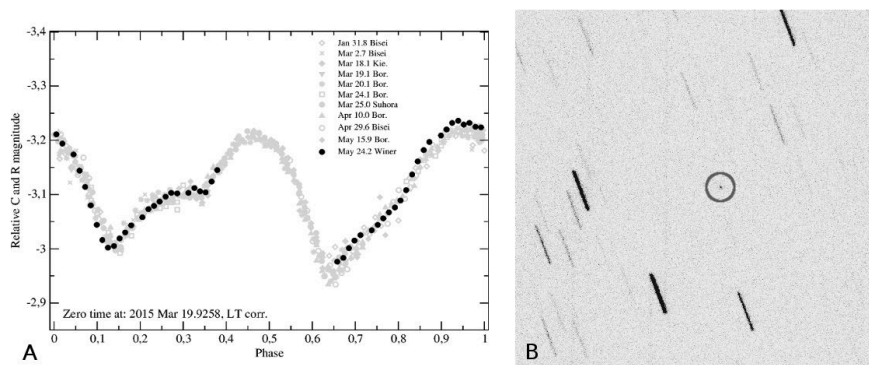 -3,4
-3,3
-3,2
-3,1
-3
-2,9
Relative C and R magnitude
Jan 31.8 Bisei
Mar 2.7 Bisei
Mar 18.1 Kie.
Mar 19.1 Bor.
Mar 20.1 Bor.
Mar 24.1 Bor.
Mar 25.0 Suhora
Apr 10.0 Bor.
Apr 29.6 Bisei
May 15.9 Bor.
May 24.2 Winer
Zero time at: 2015 Mar 19.9258, LT corr.
0 0,1 0,2 0,3 0,4 0,5 0,6 0,7 0,8 0,9 1
Phase
A
B